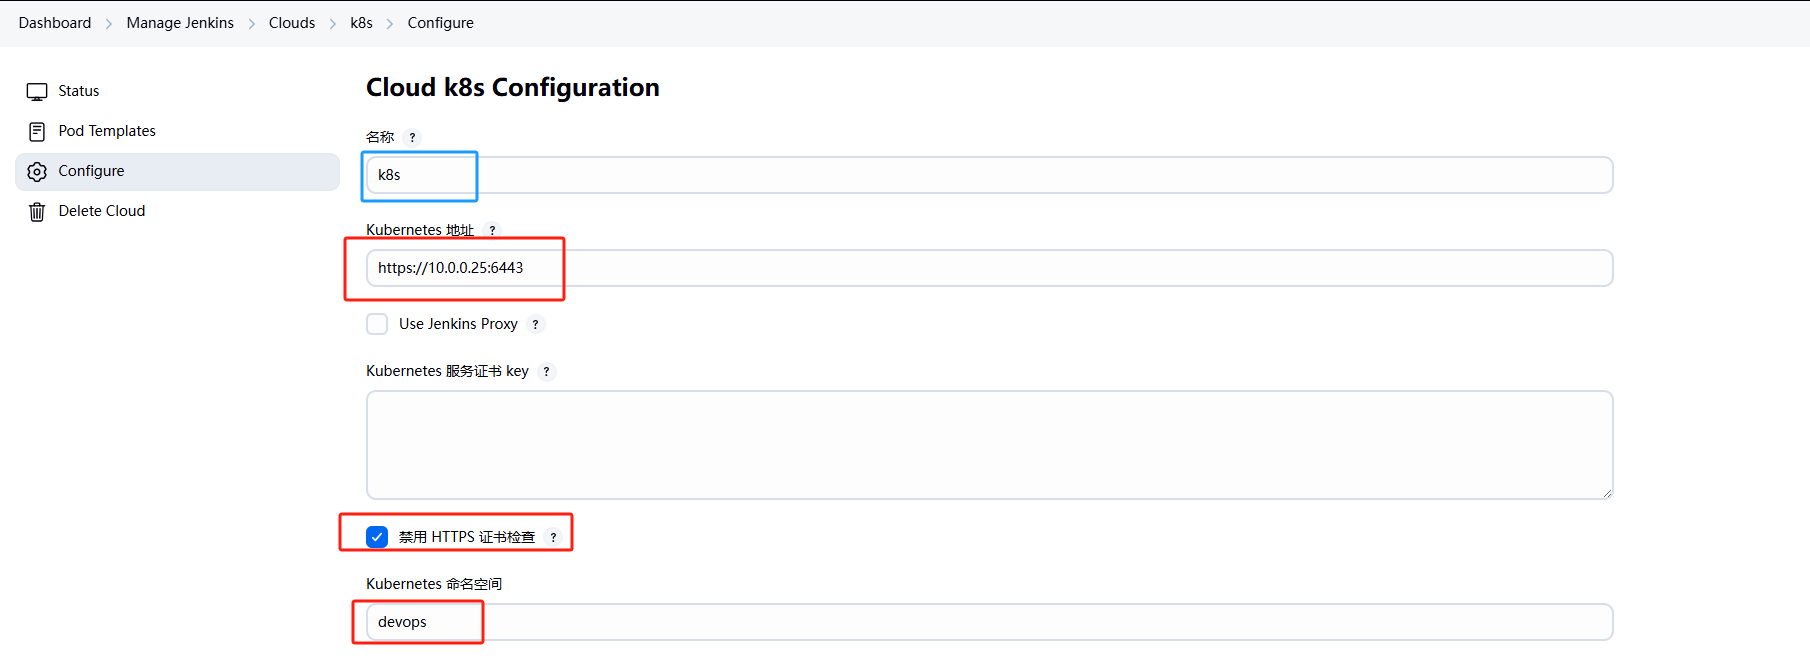 Dashboard > Manage Jenkins > Clouds > k8s > Configure
Status
Pod Templates
Configure
Delete Cloud
Cloud k8s Configuration
名称 ?
k8s
Kubernetes 地址 ?
https://10.0.0.25:6443
Use Jenkins Proxy ?
Kubernetes 服务证书 key ?
禁用 HTTPS 证书检查 ?
Kubernetes 命名空间
devops